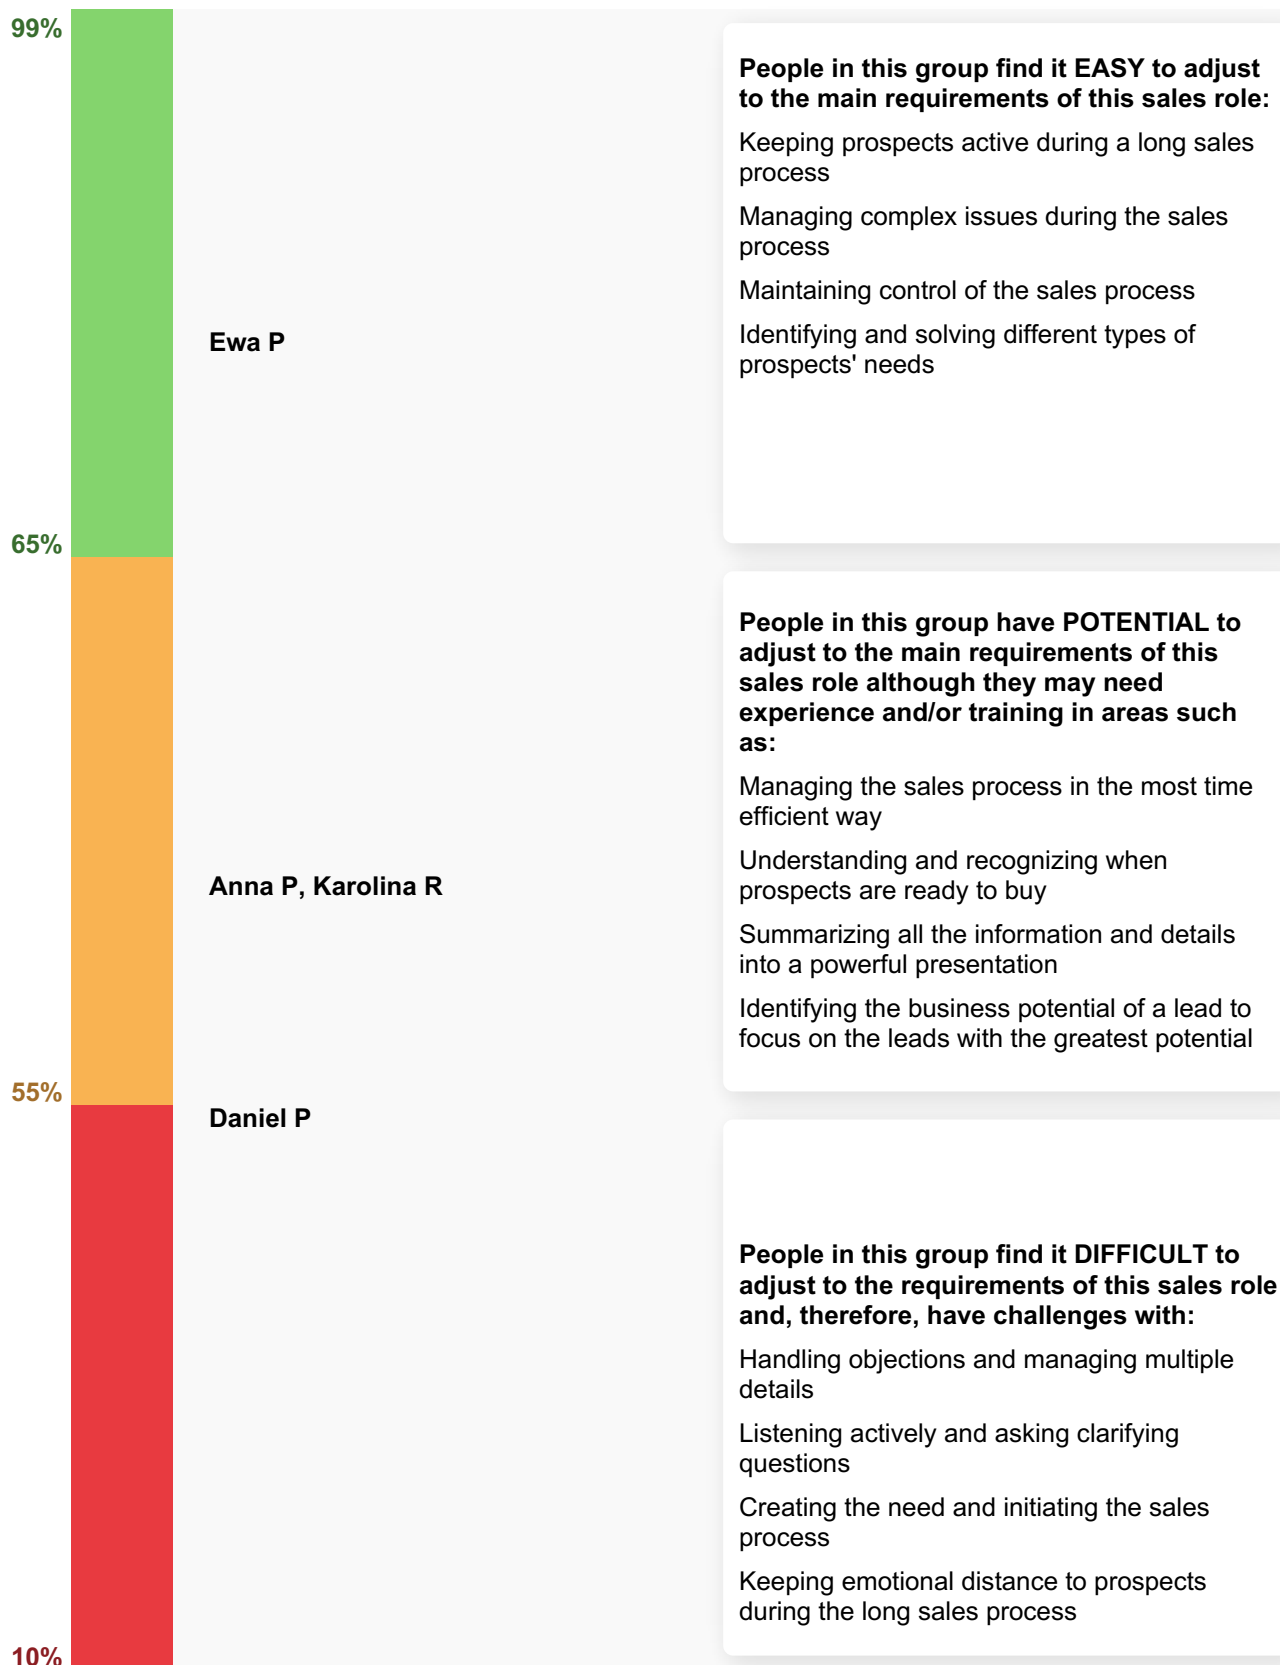 99%
People in this group find it EASY to adjust
to the main requirements of this sales role:
Keeping prospects active during a long sales
process
Managing complex issues during the sales
process
Maintaining control of the sales process
Identifying and solving different types of
prospects' needs
Ewa P
65%
People in this group have POTENTIAL to
adjust to the main requirements of this
sales role although they may need
experience and/or training in areas such
as:
Managing the sales process in the most time
efficient way
Understanding and recognizing when
prospects are ready to buy
Summarizing all the information and details
into a powerful presentation
Identifying the business potential of a lead to
focus on the leads with the greatest potential
Anna P, Karolina R
55%
Daniel P
People in this group find it DIFFICULT to
adjust to the requirements of this sales role
and, therefore, have challenges with:
Handling objections and managing multiple
details
Listening actively and asking clarifying
questions
Creating the need and initiating the sales
process
Keeping emotional distance to prospects
during the long sales process
10%